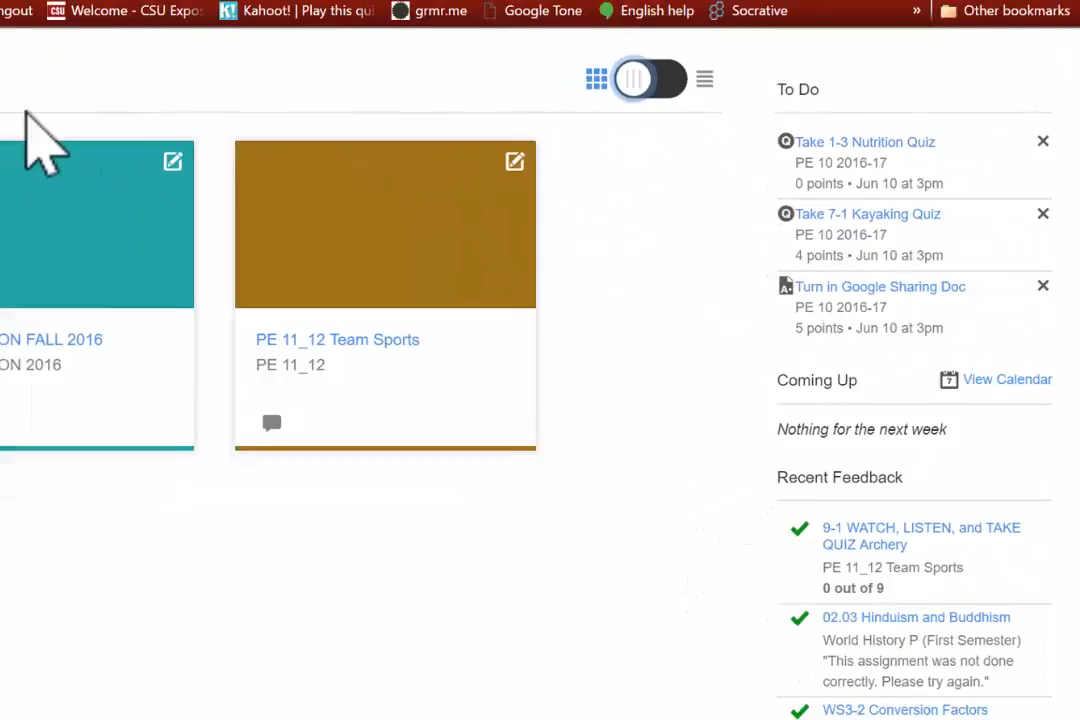 ngout Welcome - CSU Expos Kahoot! | Play this qui grmr.me Google Tone English help Socrative » Other bookmarks
To Do
Take 1-3 Nutrition Quiz
PE 10 2016-17
0 points • Jun 10 at 3pm
Take 7-1 Kayaking Quiz
PE 10 2016-17
4 points • Jun 10 at 3pm
Turn in Google Sharing Doc
PE 10 2016-17
5 points • Jun 10 at 3pm
ON FALL 2016
ON 2016
PE 11_12 Team Sports
PE 11_12
Coming Up 7 View Calendar
Nothing for the next week
Recent Feedback
9-1 WATCH, LISTEN, and TAKE
QUIZ Archery
PE 11_12 Team Sports
0 out of 9
02.03 Hinduism and Buddhism
World History P (First Semester)
"This assignment was not done
correctly. Please try again."
WS3-2 Conversion Factors